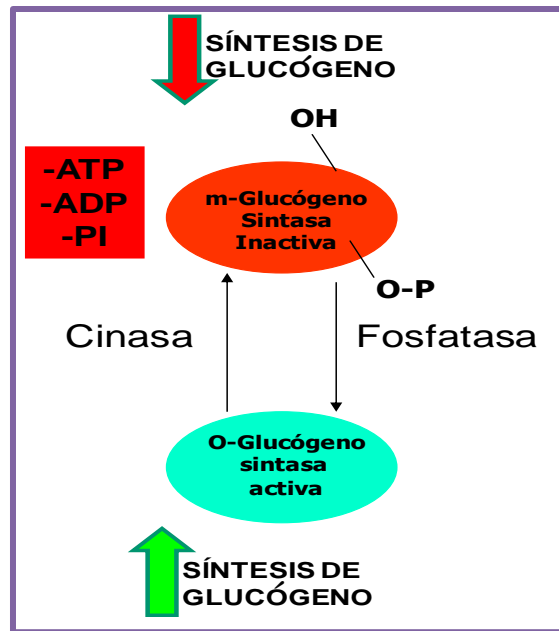 SÍNTESIS DE
GLUCÓGENO
OH
-ATP
-ADP
-PI
m-Glucógeno
Sintasa
Inactiva
O-P
Cinasa
Fosfatasa
O-Glucógeno
sintasa
activa
SÍNTESIS DE
GLUCÓGENO